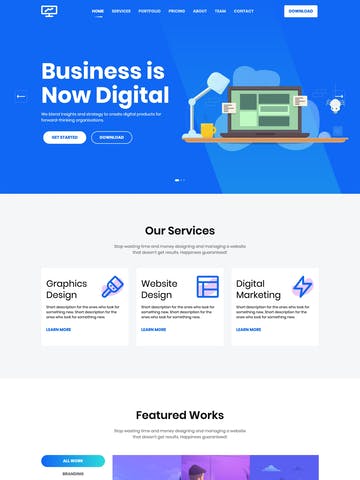 HOME SERVICES PORTFOLIO PRICING ABOUT TEAM CONTACT DOWNLOAD
Business is
Now Digital
We blend insights and strategy to create digital products for
forward-thinking organisations.
GET STARTED DOWNLOAD
Our Services
Stop wasting time and money designing and managing a website
that doesn't get results. Happiness guaranteed!
Graphics
Design
Short description for the ones who look for
something new. Short description for the
ones who look for something new.
LEARN MORE
Website
Design
Short description for the ones who look for
something new. Short description for the
ones who look for something new.
LEARN MORE
Digital
Marketing
Short description for the ones who look for
something new. Short description for the
ones who look for something new.
LEARN MORE
Featured Works
Stop wasting time and money designing and managing a website
that doesn't get results. Happiness guaranteed!
ALL WORK
BRANDING